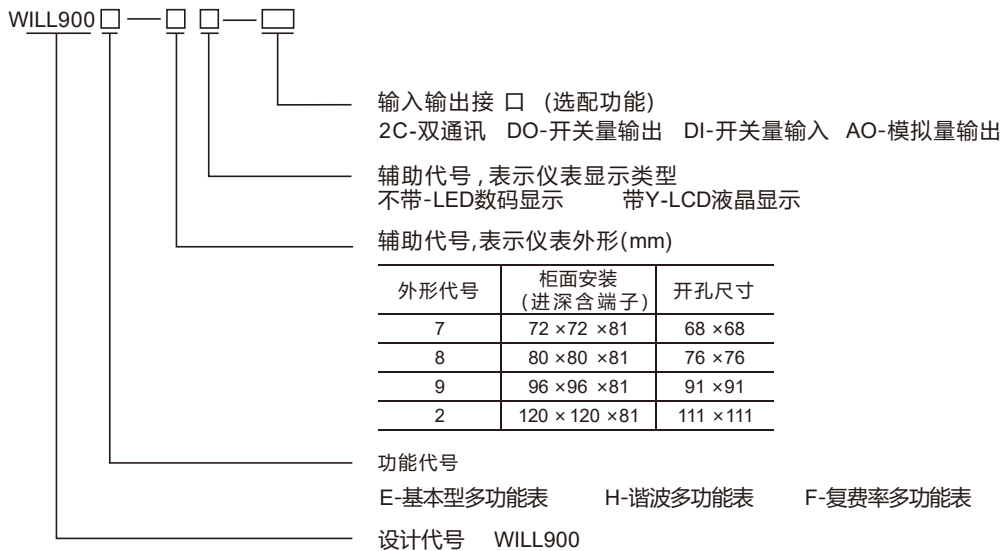 WILL900 □—□ □—□
输入输出接 口 (选配功能)
2C-双通讯 DO-开关量输出 DI-开关量输入 AO-模拟量输出
辅助代号,表示仪表显示类型
不带-LED数码显示 带Y-LCD液晶显示
辅助代号,表示仪表外形(mm)
外形代号 柜面安装 (进深含端子) 开孔尺寸
7 72 ×72 ×81 68 ×68
8 80 ×80 ×81 76 ×76
9 96 ×96 ×81 91 ×91
2 120 ×120 ×81 111 ×111
功能代号
E-基本型多功能表 H-谐波多功能表 F-复费率多功能表
设计代号 WILL900